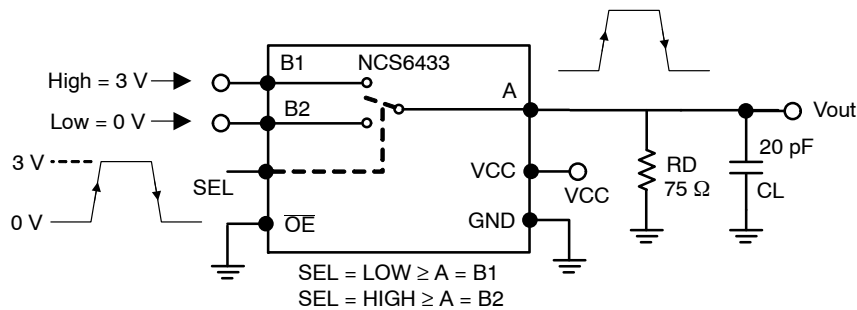 B1
NCS6433
High = 3 V
A
B2
Low = 0 V
Vout
3 V
20 pF
RD
VCC
75 Ω
CL
SEL
VCC
0 V
GND
OE
SEL = LOW ≥ A = B1
SEL = HIGH ≥ A = B2